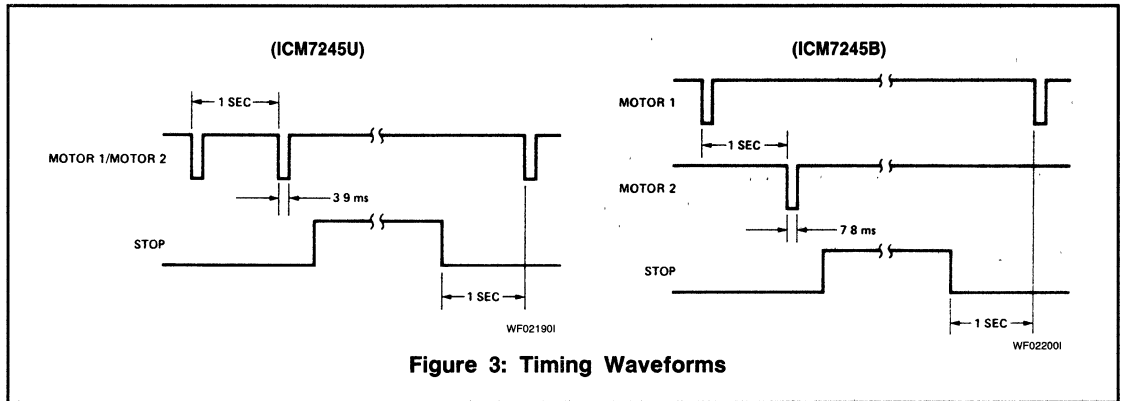 (ICM7245U)
1 SEC
MOTOR 1/MOTOR 2
3 9 ms
STOP
1 SEC
WF02190I
(ICM7245B)
MOTOR 1
1 SEC
MOTOR 2
7 8 ms
STOP
1 SEC
WF02200I
Figure 3: Timing Waveforms